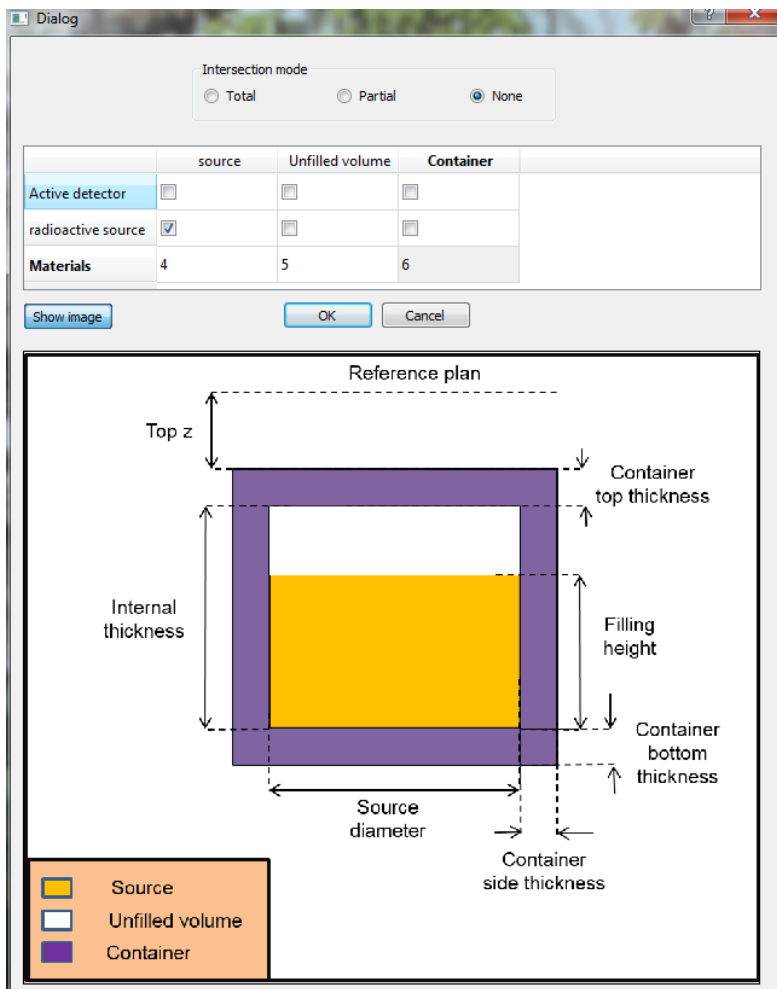 Dialog
?
X
Intersection mode
Total Partial None
source Unfilled volume Container
Active detector
radioactive source
Materials 4 5 6
Show image OK Cancel
Reference plan
Top z
Container
top thickness
Internal
thickness
Filling
height
Container
bottom
thickness
Source
diameter
Container
side thickness
Source
Unfilled volume
Container